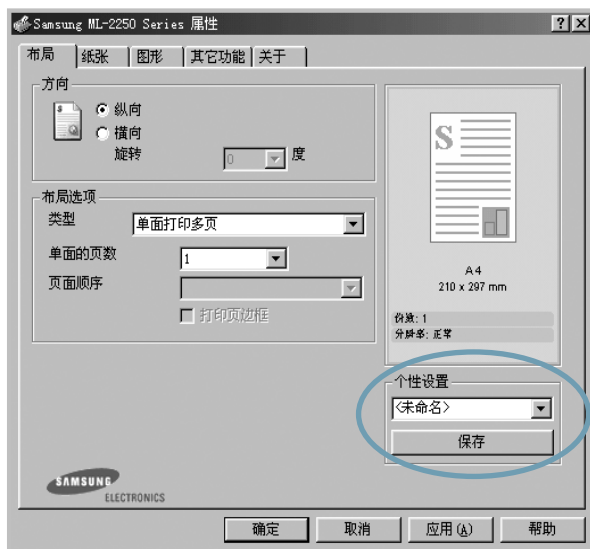 Samsung ML-2250 Series 属性
布局 纸张 图形 其它功能 关于
方向
纵向
横向
旋转 0 度
布局选项
类型 单面打印多页
单面的页数 1
页面顺序
打印页边框
S
A4
210 x 297 mm
份数: 1
分辨率: 正常
个性设置
<未命名>
保存
SAMSUNG
ELECTRONICS
确定 取消 应用(A) 帮助